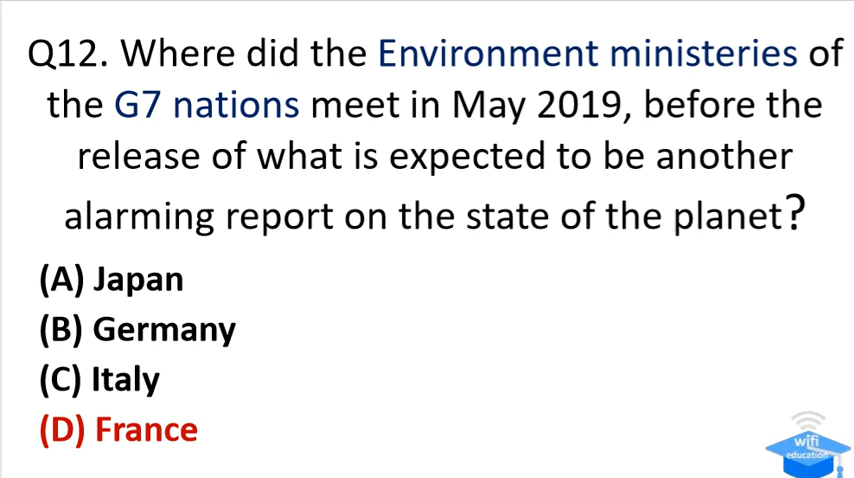 Q12. Where did the Environment ministeries of
the G7 nations meet in May 2019, before the
release of what is expected to be another
alarming report on the state of the planet?
(A) Japan
(B) Germany
(C) Italy
(D) France
wifi
education